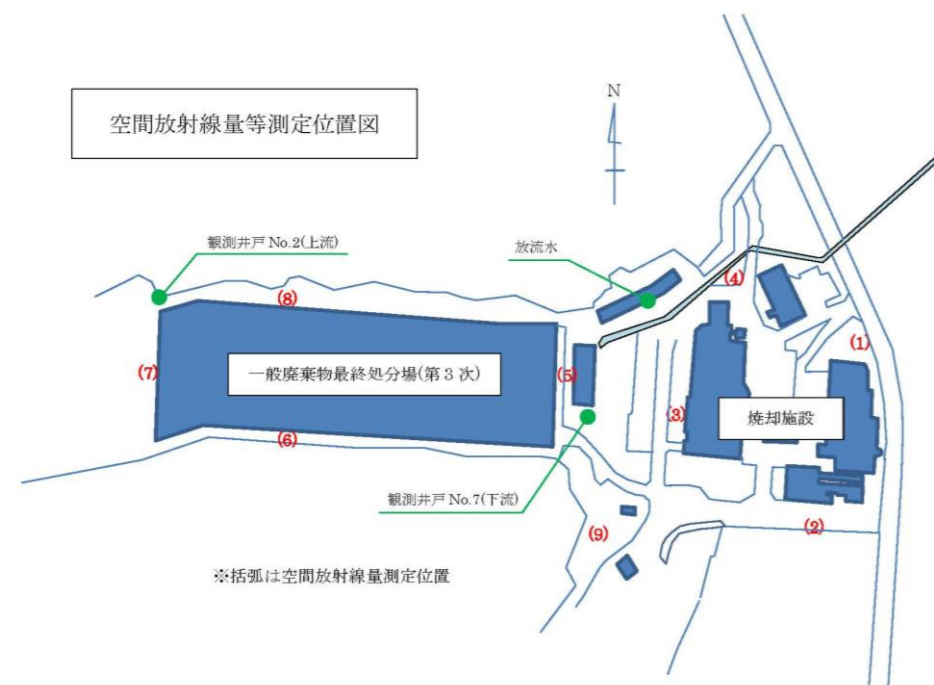 空間放射線量等測定位置図
N
観測井戸 No.2(上流)
放流水
(4)
(8)
(1)
(7)
一般廃棄物最終処分場(第3次)
(5)
(3)
焼却施設
(6)
観測井戸 No.7(下流)
(9)
(2)
※括弧は空間放射線量測定位置